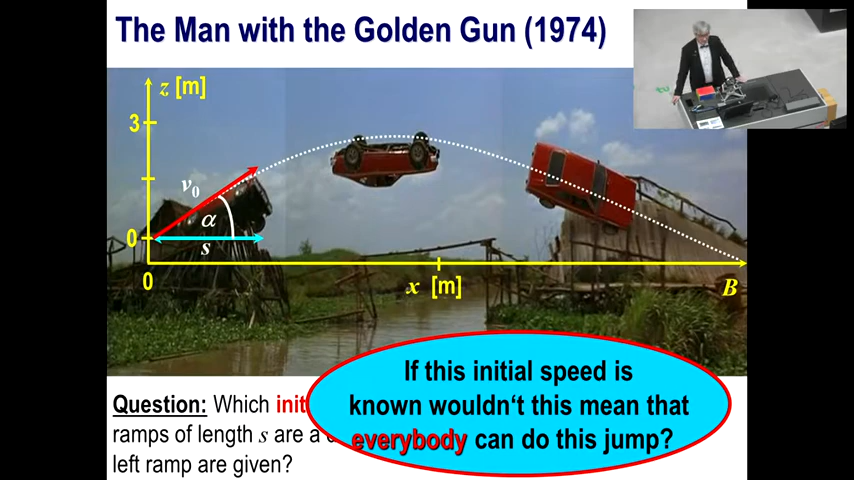 The Man with the Golden Gun (1974)
z [m]
3
v0
α
0
s
0
x [m]
B
If this initial speed is
known wouldn‘t this mean that
everybody can do this jump?
Question: Which
ramps of length s are a
left ramp are given?